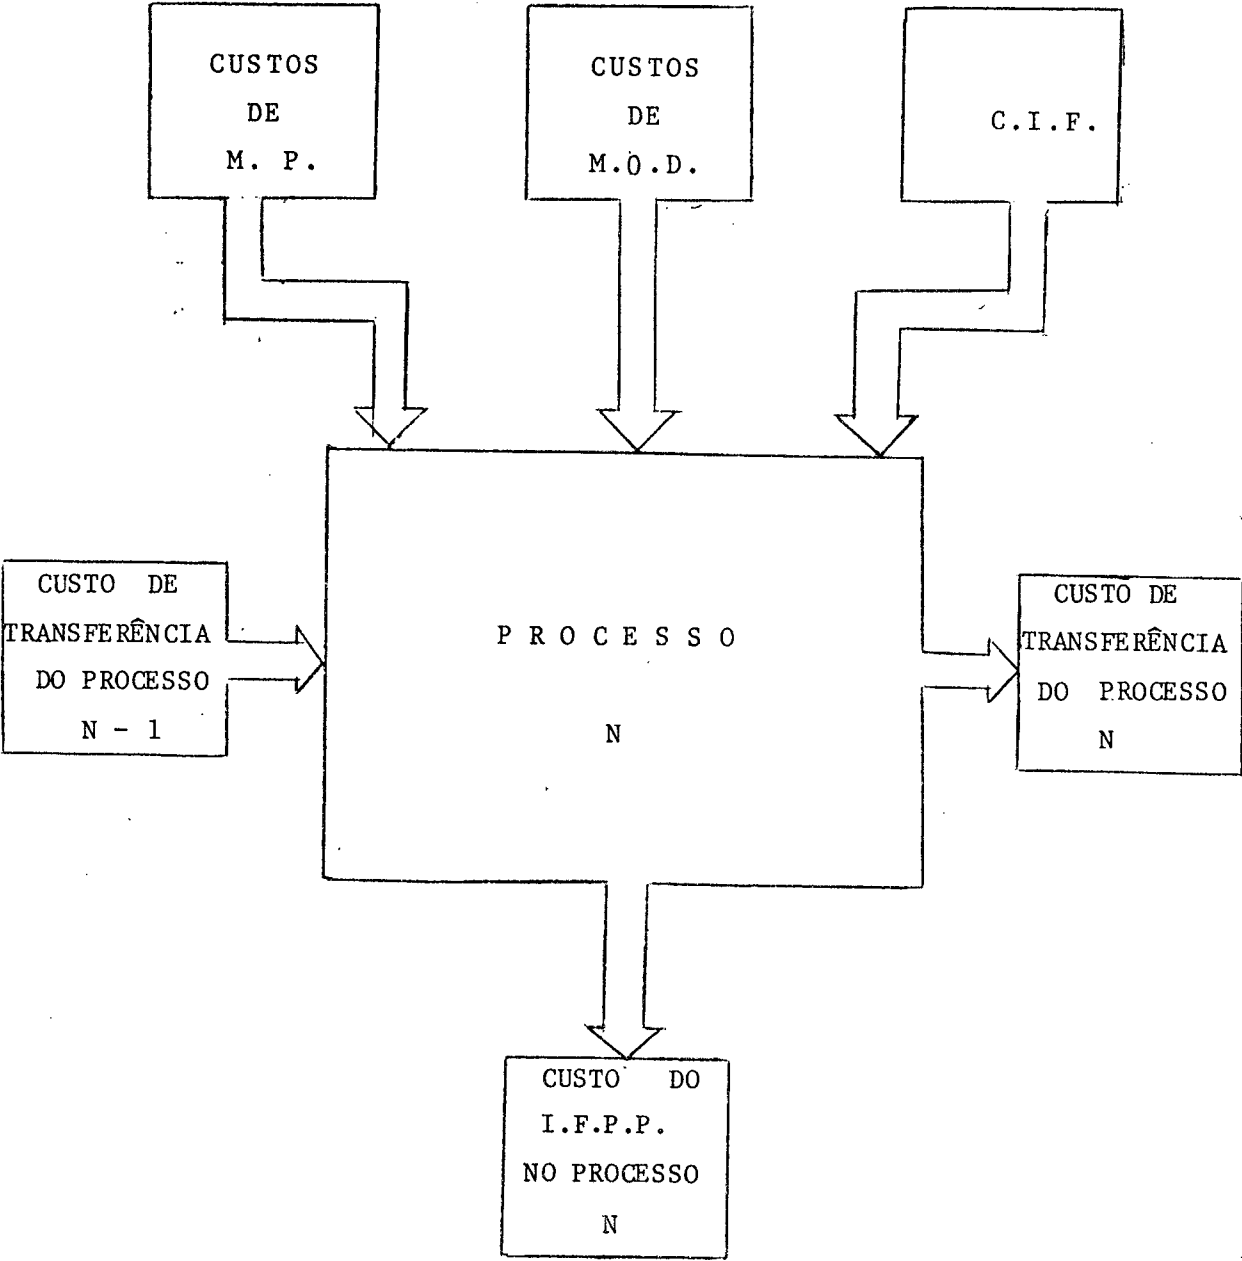 CUSTOS
DE
M. P.
CUSTOS
DE
M.O.D.
C.I.F.
CUSTO DE
TRANSFERÊNCIA
DO PROCESSO
N - 1
PROCESSO
N
CUSTO DE
TRANSFERÊNCIA
DO PROCESSO
N
CUSTO DO
I.F.P.P.
NO PROCESSO
N